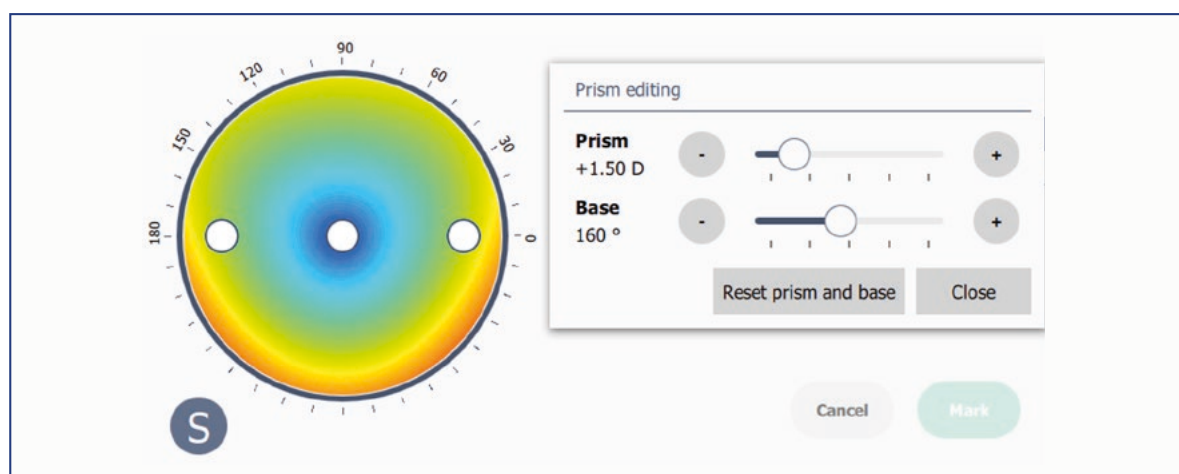 90
120
60
150
30
180
0
S
Prism editing
Prism
+1.50 D
-
+
Base
160 °
-
+
Reset prism and base
Close
Cancel
Mark